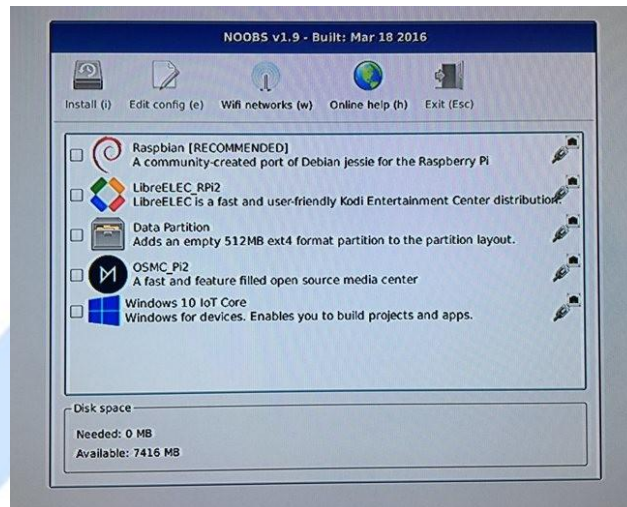 NOOBS v1.9 - Built: Mar 18 2016
Install (i) Edit config (e) Wifi networks (w) Online help (h) Exit (Esc)
Raspbian [RECOMMENDED]
A community-created port of Debian jessie for the Raspberry Pi
LibreELEC_RPi2
LibreELEC is a fast and user-friendly Kodi Entertainment Center distribution.
Data Partition
Adds an empty 512MB ext4 format partition to the partition layout.
OSMC_Pi2
A fast and feature filled open source media center
Windows 10 IoT Core
Windows for devices. Enables you to build projects and apps.
Disk space
Needed: 0 MB
Available: 7416 MB